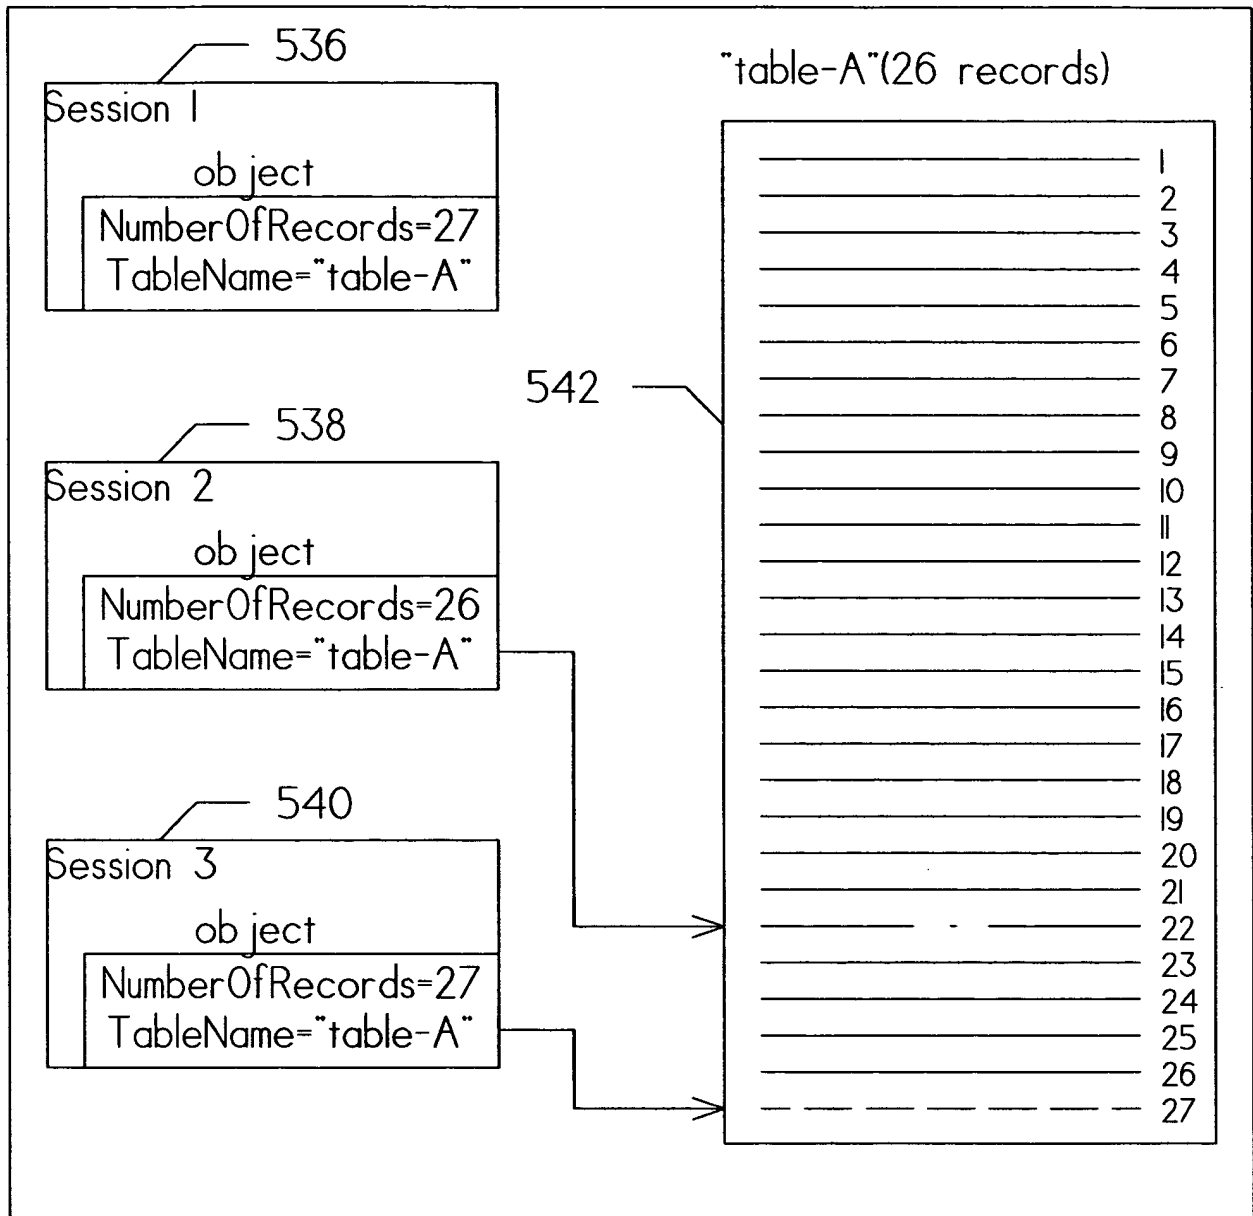 536
Session 1
object
NumberOfRecords=27
TableName="table-A"
538
Session 2
object
NumberOfRecords=26
TableName="table-A"
540
Session 3
object
NumberOfRecords=27
TableName="table-A"
"table-A"(26 records)
542
1
2
3
4
5
6
7
8
9
10
11
12
13
14
15
16
17
18
19
20
21
22
23
24
25
26
27